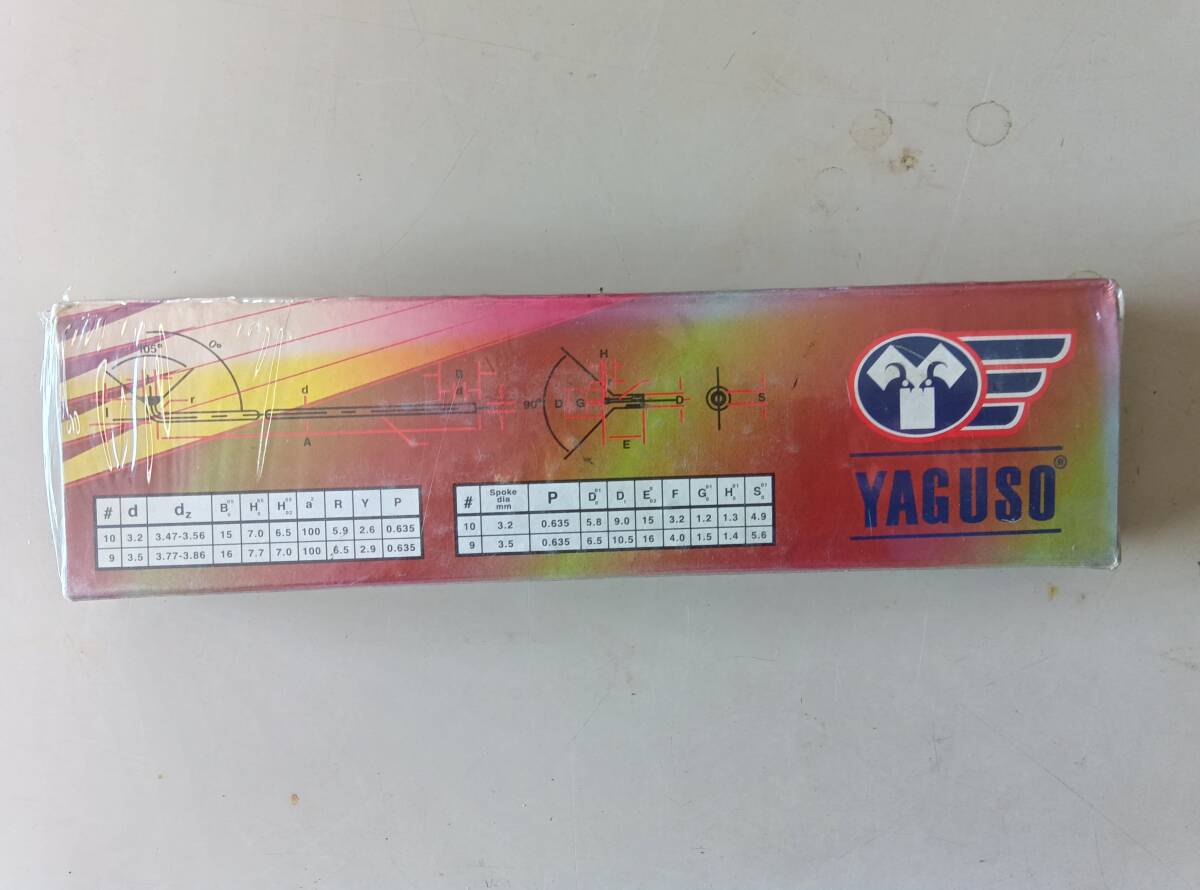 105°
O°
I
r
d
A
B
d
H
r
90°
D
G
D
S
E
YAGUSO®
# d dz B H H a² R Y P
10 3.2 3.47-3.56 15 7.0 6.5 100 5.9 2.6 0.635
9 3.5 3.77-3.86 16 7.7 7.0 100 6.5 2.9 0.635
# Spoke dia mm P D D E F G H S
10 3.2 0.635 5.8 9.0 15 3.2 1.2 1.3 4.9
9 3.5 0.635 6.5 10.5 16 4.0 1.5 1.4 5.6